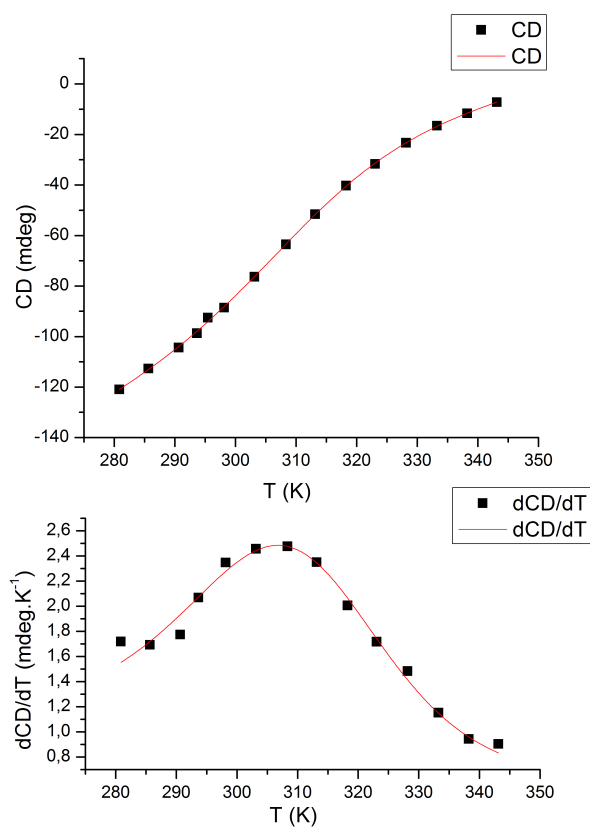 CD
CD
0
-20
-40
-60
-80
-100
-120
-140
CD (mdeg)
280 290 300 310 320 330 340 350
T (K)
dCD/dT
dCD/dT
2,6
2,4
2,2
2,0
1,8
1,6
1,4
1,2
1,0
0,8
dCD/dT (mdeg.K⁻¹)
280 290 300 310 320 330 340 350
T (K)